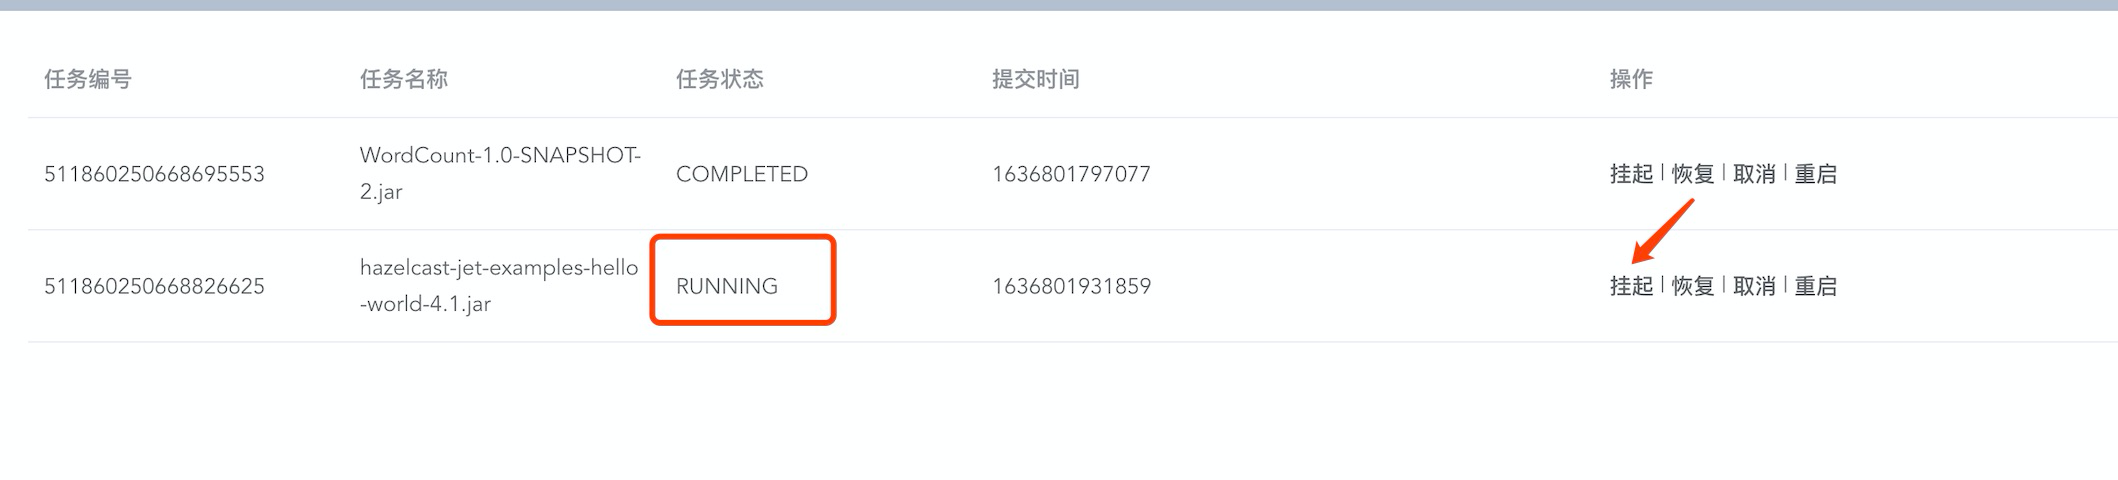 任务编号 任务名称 任务状态 提交时间 操作
511860250668695553 WordCount-1.0-SNAPSHOT-2.jar COMPLETED 1636801797077 挂起 | 恢复 | 取消 | 重启
511860250668826625 hazelcast-jet-examples-hello-world-4.1.jar RUNNING 1636801931859 挂起 | 恢复 | 取消 | 重启